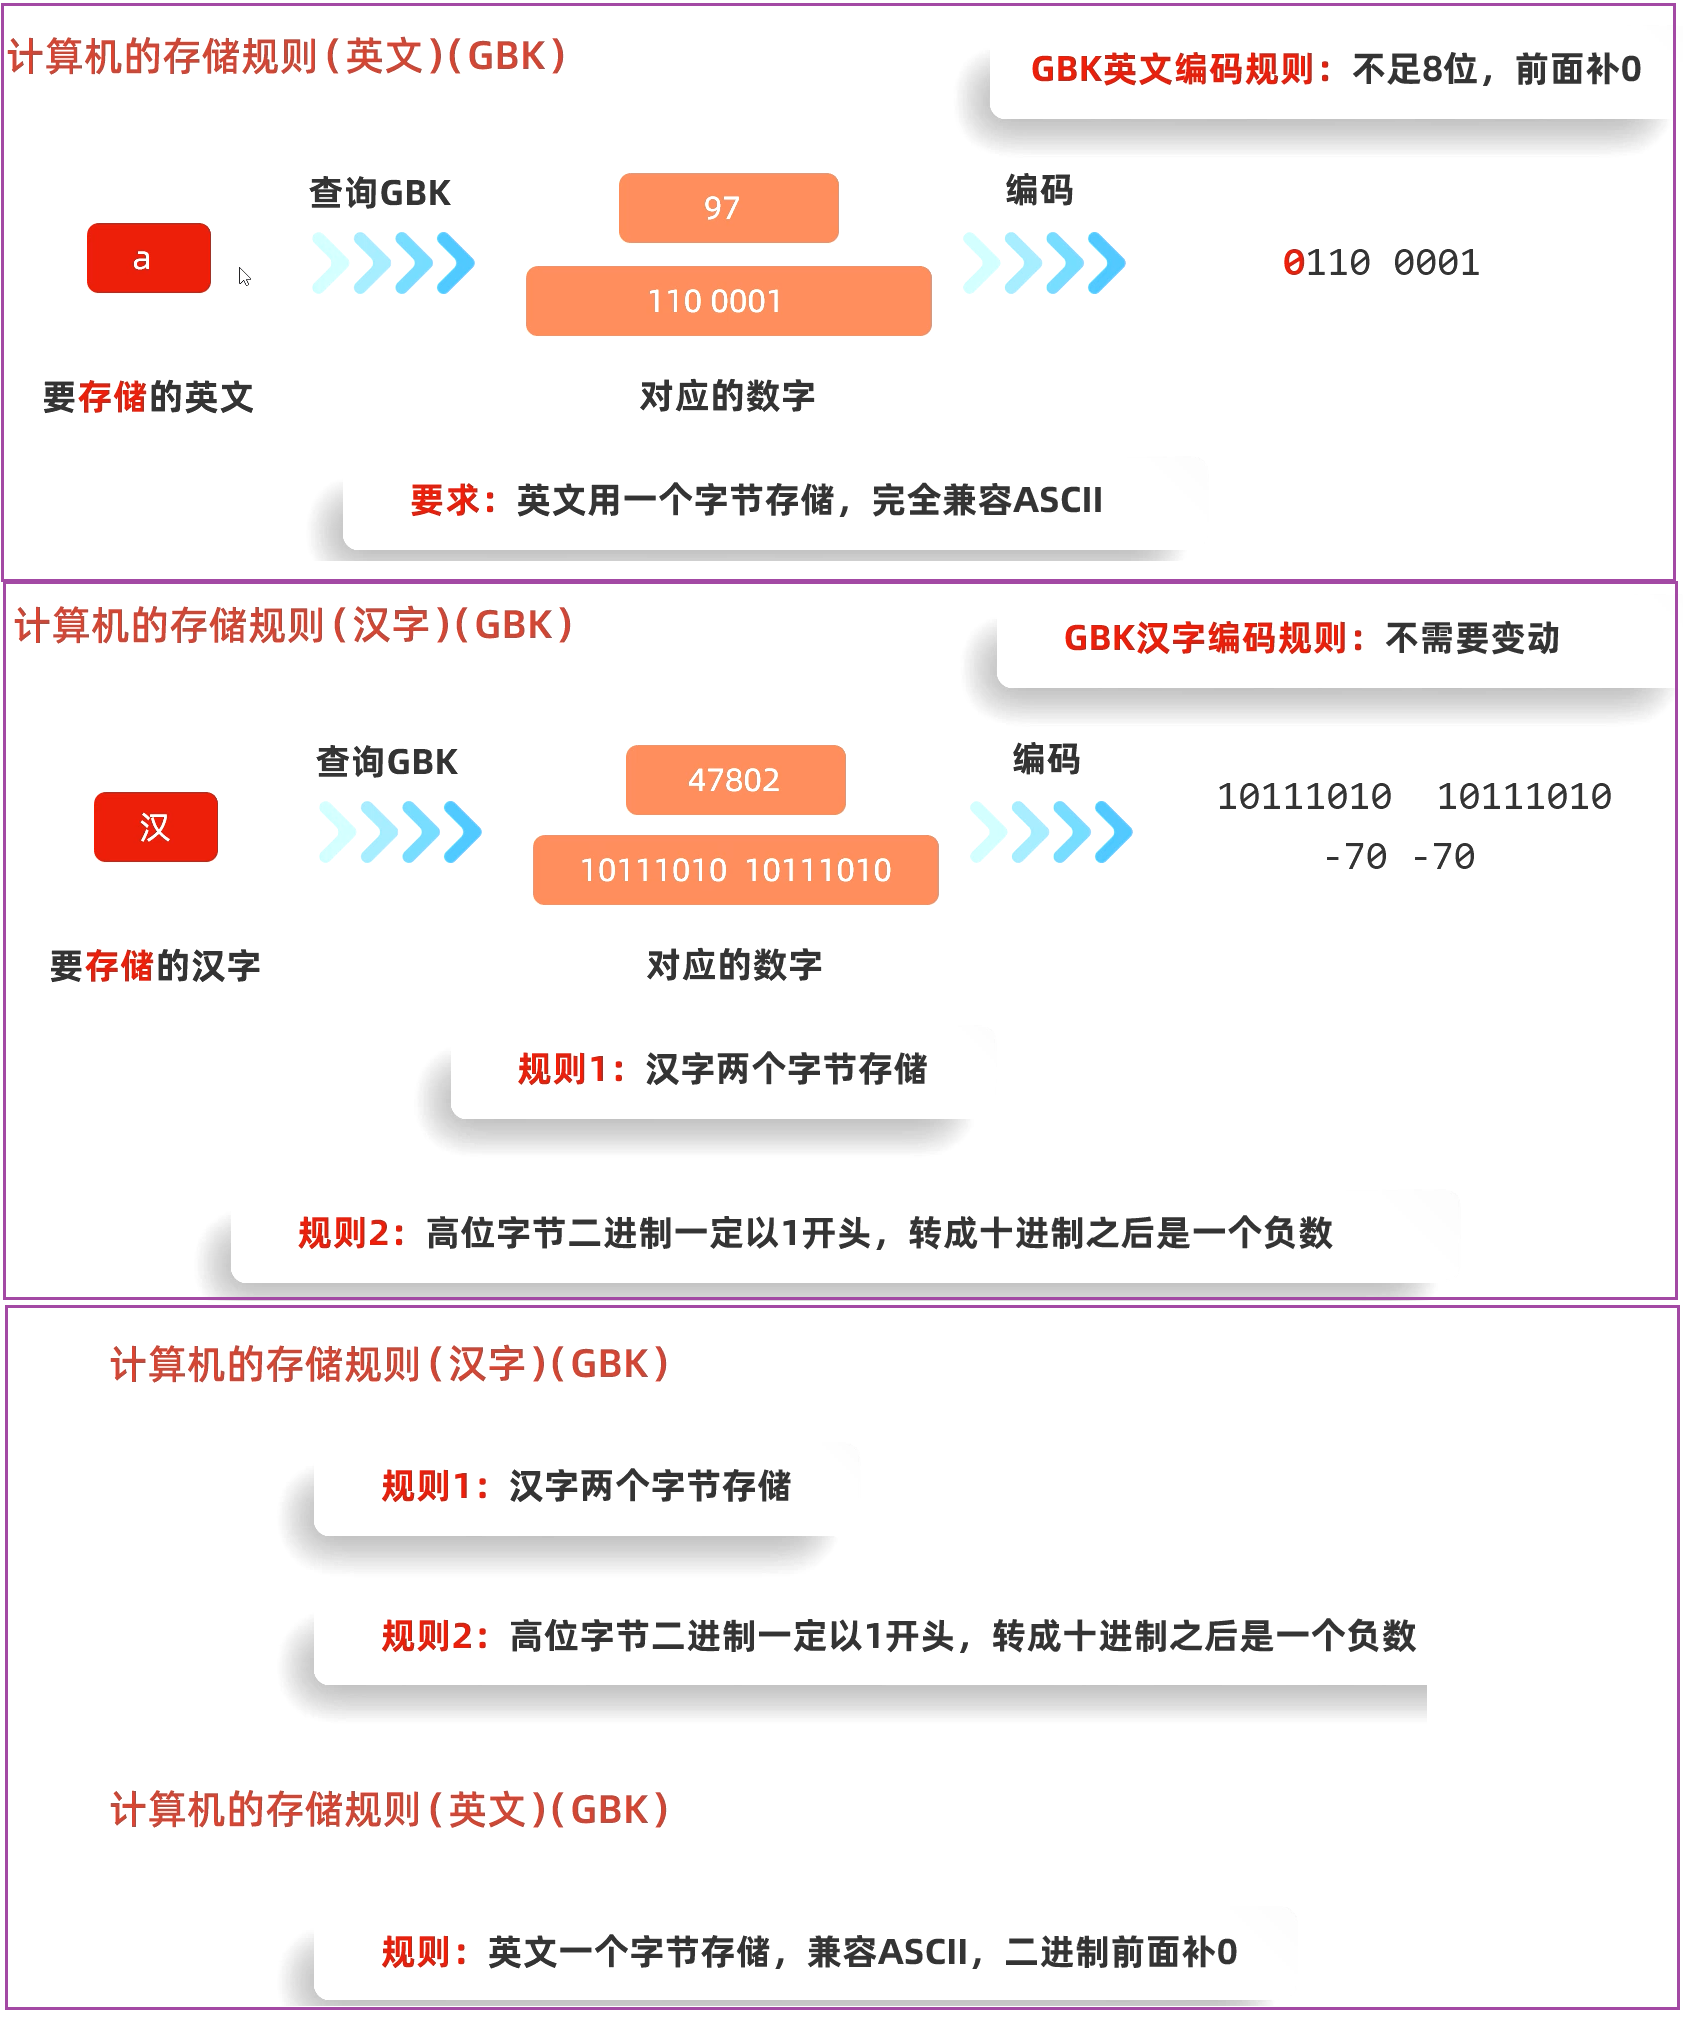 计算机的存储规则(英文)(GBK)
GBK英文编码规则：不足8位，前面补0
查询GBK
97
编码
a
110 0001
0110 0001
要存储的英文
对应的数字
要求：英文用一个字节存储，完全兼容ASCII
计算机的存储规则(汉字)(GBK)
GBK汉字编码规则：不需要变动
查询GBK
47802
编码
汉
10111010 10111010
10111010 10111010
-70 -70
要存储的汉字
对应的数字
规则1：汉字两个字节存储
规则2：高位字节二进制一定以1开头，转成十进制之后是一个负数
计算机的存储规则(汉字)(GBK)
规则1：汉字两个字节存储
规则2：高位字节二进制一定以1开头，转成十进制之后是一个负数
计算机的存储规则(英文)(GBK)
规则：英文一个字节存储，兼容ASCII，二进制前面补0